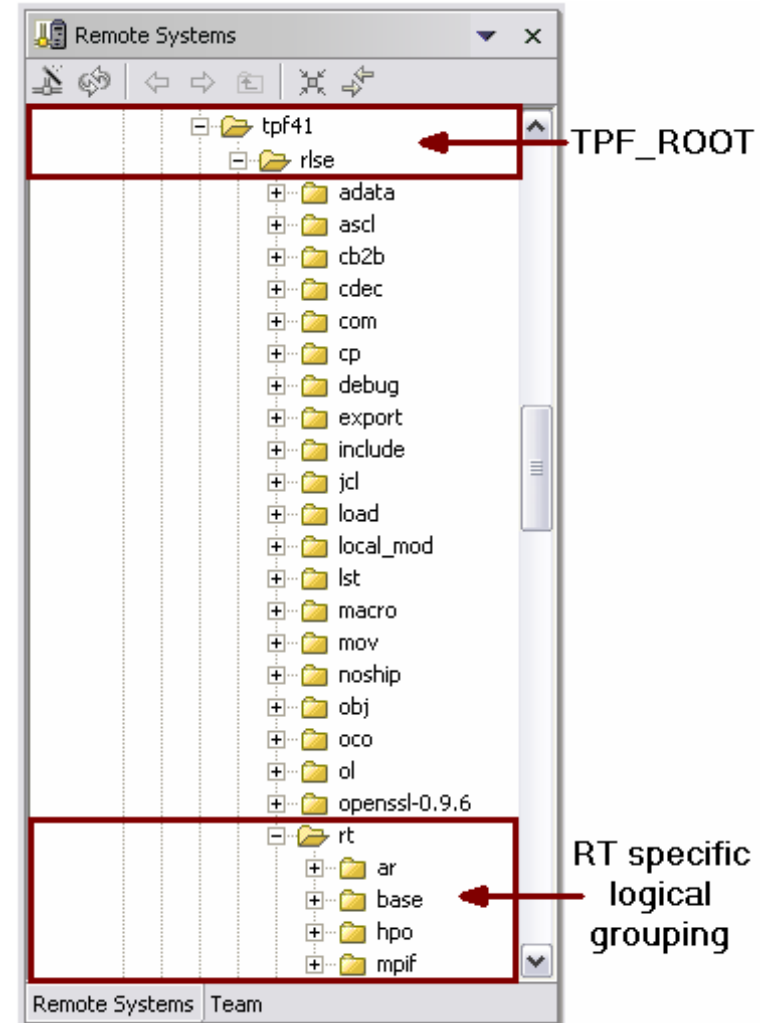 Remote Systems
tpf41
TPF_ROOT
rlse
adata
ascl
cb2b
cdec
com
cp
debug
export
include
jcl
load
local_mod
lst
macro
mov
noship
obj
oco
ol
openssl-0.9.6
rt
ar
base
hpo
mpif
RT specific
logical
grouping
Remote Systems
Team